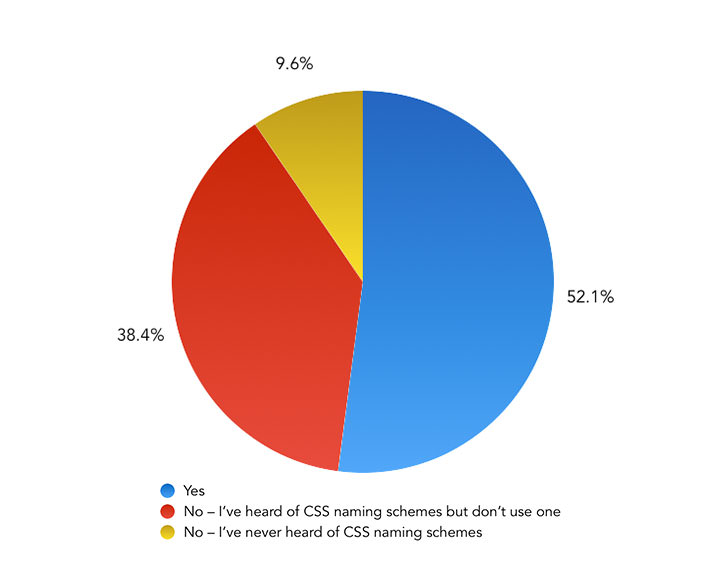 9.6%
52.1%
38.4%
Yes
No – I’ve heard of CSS naming schemes but don’t use one
No – I’ve never heard of CSS naming schemes